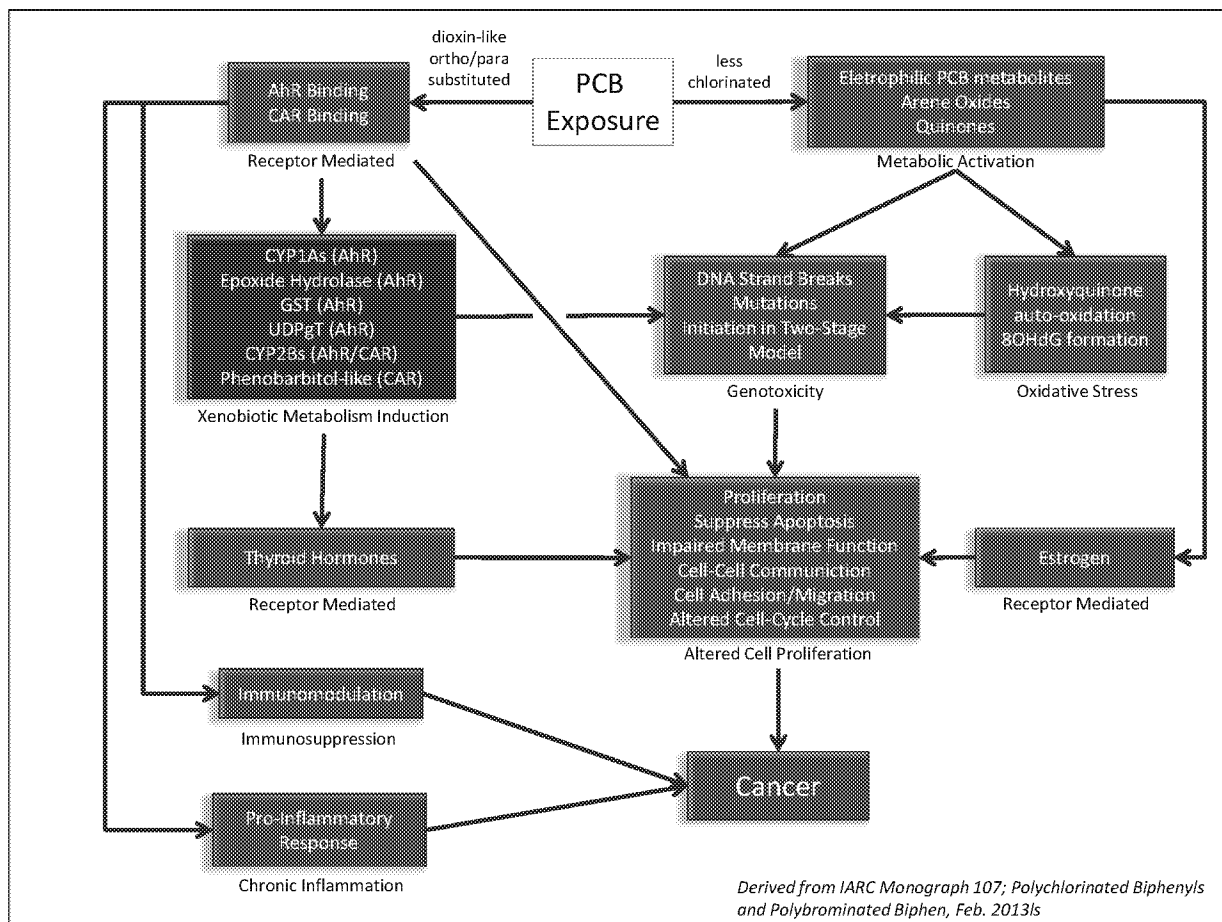 dioxin-like
ortho/para
substituted
PCB
Exposure
less
chlorinated
AhR Binding
CAR Binding
Receptor Mediated
Eletrophilic PCB metabolites
Arene Oxides
Quinones
Metabolic Activation
CYP1As (AhR)
Epoxide Hydrolase (AhR)
GST (AhR)
UDPgT (AhR)
CYP2Bs (AhR/CAR)
Phenobarbitol-like (CAR)
Xenobiotic Metabolism Induction
DNA Strand Breaks
Mutations
Initiation in Two-Stage
Model
Genotoxicity
Hydroxyquinone
auto-oxidation
8OHdG formation
Oxidative Stress
Thyroid Hormones
Receptor Mediated
Proliferation
Suppress Apoptosis
Impaired Membrane Function
Cell-Cell Communiction
Cell Adhesion/Migration
Altered Cell-Cycle Control
Altered Cell Proliferation
Estrogen
Receptor Mediated
Immunomodulation
Immunosuppression
Pro-Inflammatory
Response
Chronic Inflammation
Cancer
Derived from IARC Monograph 107; Polychlorinated Biphenyls
and Polybrominated Biphen, Feb. 2013ls